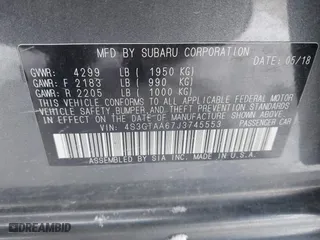 MFD BY SUBARU CORPORATION
DATE: 05/18
GVWR: 4299 LB ( 1950 KG)
GAWR: F 2183 LB ( 990 KG)
GAWR: R 2205 LB ( 1000 KG)
THIS VEHICLE CONFORMS TO ALL APPLICABLE FEDERAL MOTOR
VEHICLE SAFETY, BUMPER, AND THEFT PREVENTION STANDARDS
IN EFFECT ON THE DATE OF MANUFACTURE SHOWN ABOVE.
VIN: 4S3GTAA67J3745553 PASSENGER CAR
ASSEMBLED BY SIA INC. MADE IN U.S.A.
DREAMBID